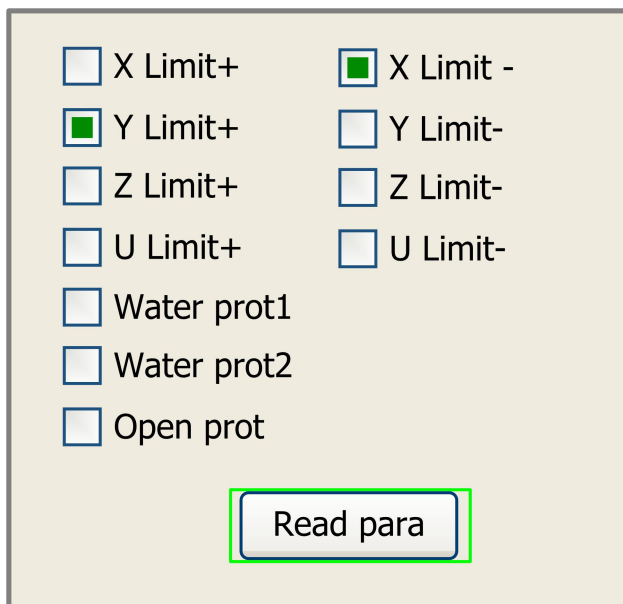 X Limit+ X Limit -
Y Limit+ Y Limit-
Z Limit+ Z Limit-
U Limit+ U Limit-
Water prot1
Water prot2
Open prot
Read para